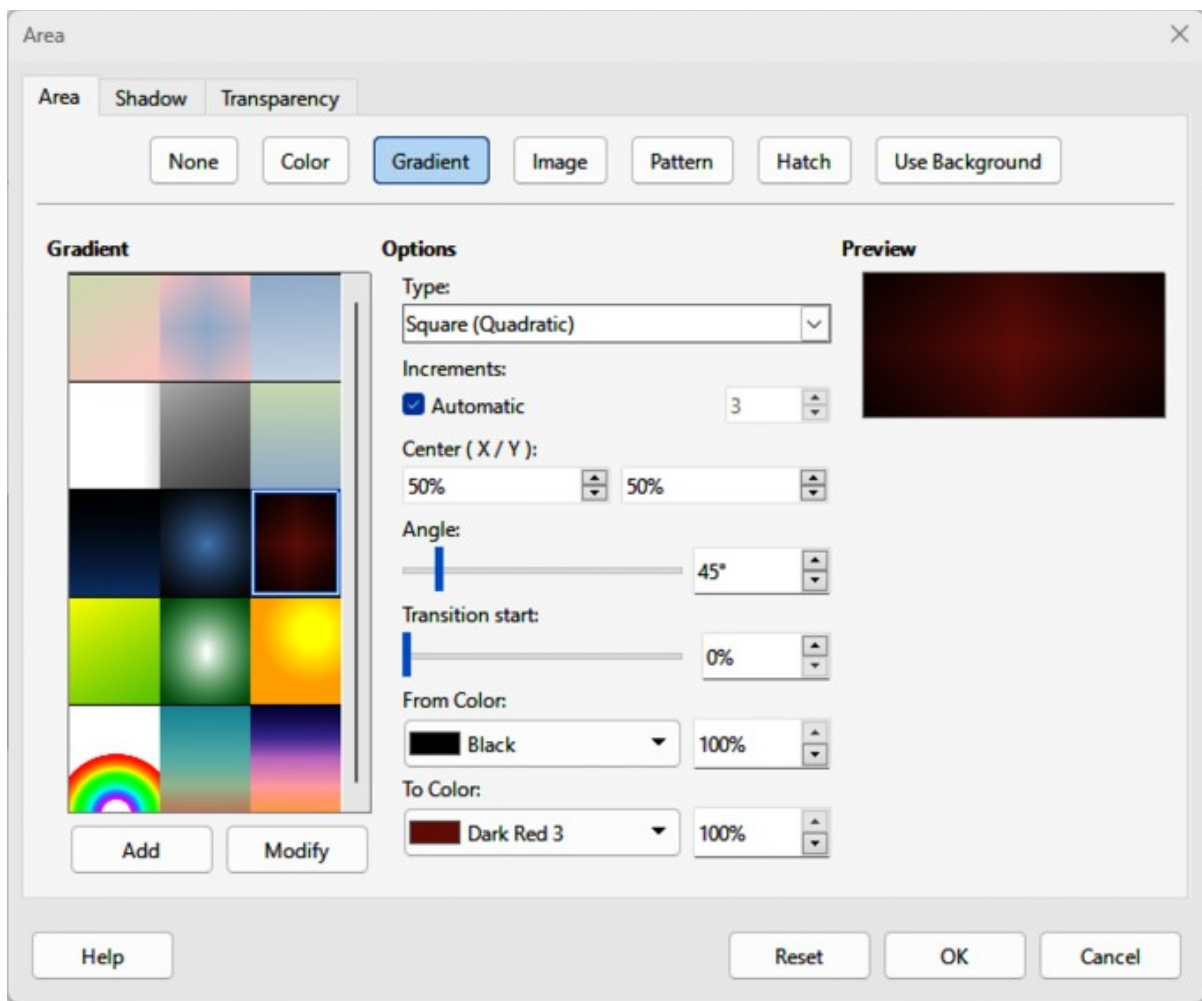 Area
Area Shadow Transparency
None Color Gradient Image Pattern Hatch Use Background
Gradient
Options
Preview
Type:
Square (Quadratic)
Increments:
Automatic 3
Center ( X / Y ):
50% 50%
Angle:
45°
Transition start:
0%
From Color:
Black 100%
To Color:
Dark Red 3 100%
Add Modify
Help Reset OK Cancel